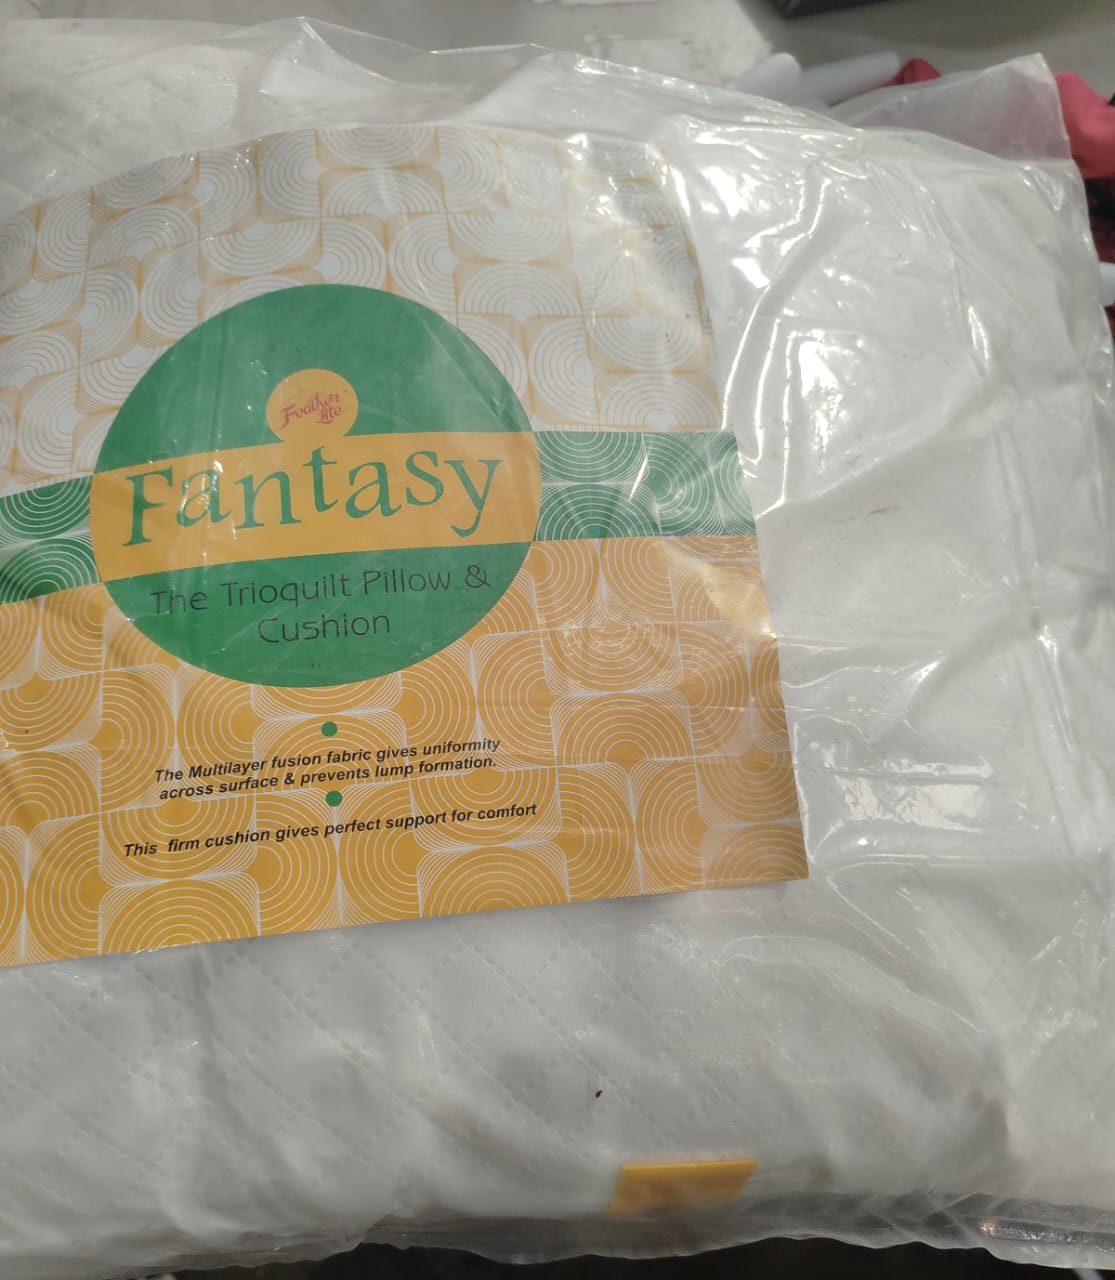 Feather
Lite
Fantasy
The Trioquilt Pillow &
Cushion
The Multilayer fusion fabric gives uniformity
across surface & prevents lump formation.
This firm cushion gives perfect support for comfort